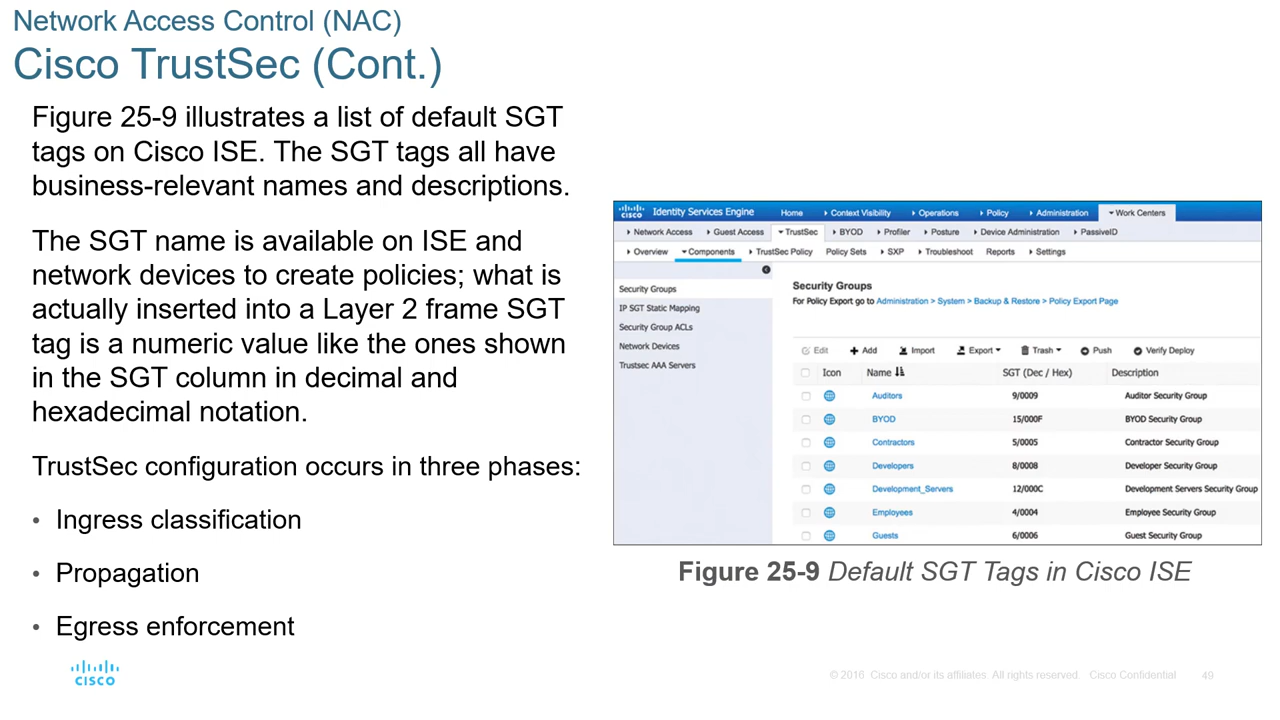 Network Access Control (NAC)
Cisco TrustSec (Cont.)
Figure 25-9 illustrates a list of default SGT
tags on Cisco ISE. The SGT tags all have
business-relevant names and descriptions.
The SGT name is available on ISE and
network devices to create policies; what is
actually inserted into a Layer 2 frame SGT
tag is a numeric value like the ones shown
in the SGT column in decimal and
hexadecimal notation.
TrustSec configuration occurs in three phases:
• Ingress classification
• Propagation
• Egress enforcement
CISCO Identity Services Engine Home Context Visibility Operations Policy Administration Work Centers
Network Access Guest Access TrustSec BYOD Profiler Posture Device Administration PassiveID
Overview Components TrustSec Policy Policy Sets SXP Troubleshoot Reports Settings
Security Groups
IP SGT Static Mapping
Security Group ACLs
Network Devices
Trustsec AAA Servers
Security Groups
For Policy Export go to Administration > System > Backup & Restore > Policy Export Page
Edit Add Import Export Trash Push Verify Deploy
Icon Name SGT (Dec / Hex) Description
Auditors 9/0009 Auditor Security Group
BYOD 15/000F BYOD Security Group
Contractors 5/0005 Contractor Security Group
Developers 8/0008 Developer Security Group
Development_Servers 12/000C Development Servers Security Group
Employees 4/0004 Employee Security Group
Guests 6/0006 Guest Security Group
Figure 25-9 Default SGT Tags in Cisco ISE
CISCO
© 2016 Cisco and/or its affiliates. All rights reserved. Cisco Confidential 49